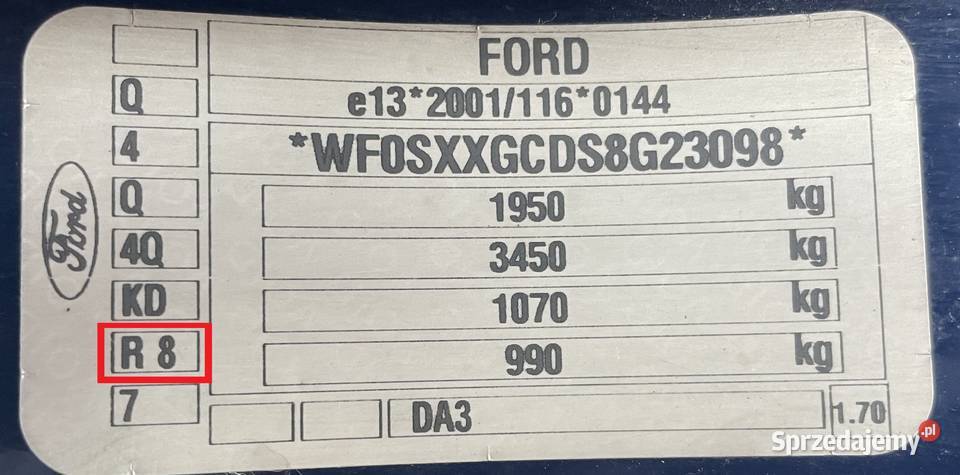 FORD
Q
e13*2001/116*0144
4
*WF0SXXGCDS8G23098*
Q
1950 kg
4Q
3450 kg
KD
1070 kg
R 8
990 kg
7
DA3
1.70
Ford
Sprzedajemy.pl